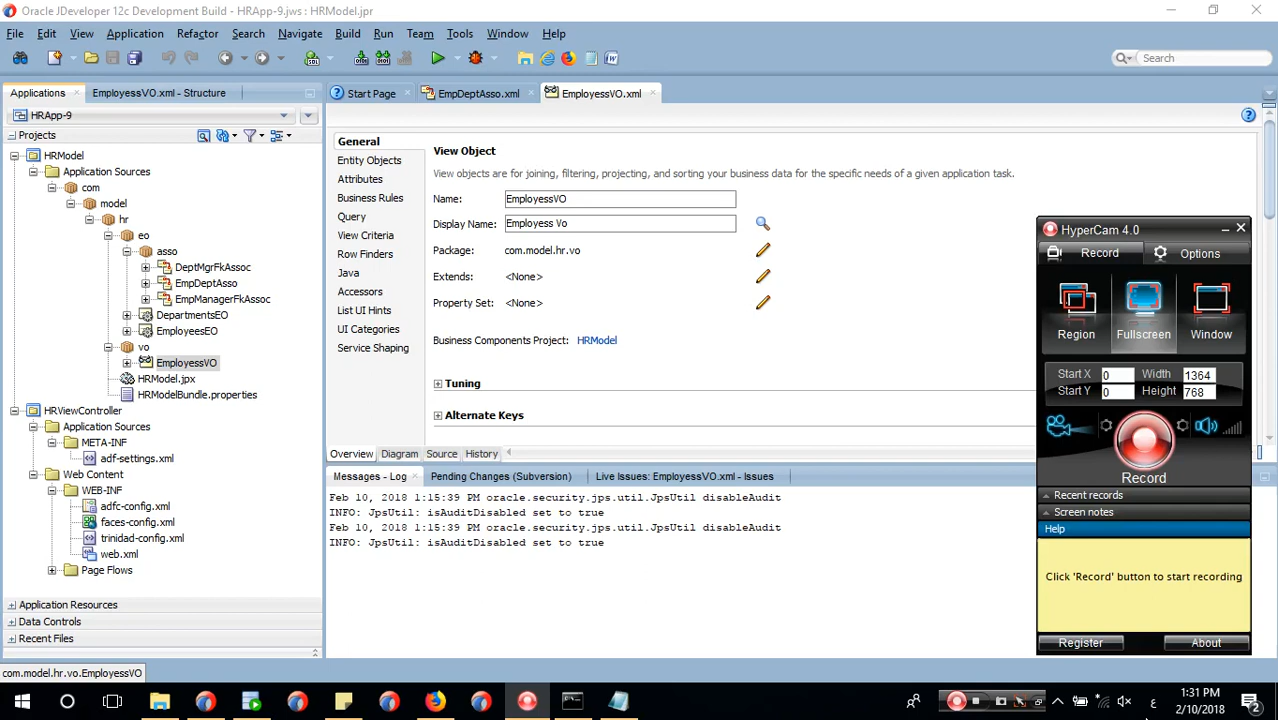 Oracle JDeveloper 12c Development Build - HRApp-9.jws : HRModel.jpr
File Edit View Application Refactor Search Navigate Build Run Team Tools Window Help
Search
Applications
EmployessVO.xml - Structure
Start Page
EmpDeptAsso.xml
EmployessVO.xml
HRApp-9
Projects
HRModel
Application Sources
com
model
hr
eo
asso
DeptMgrFkAssoc
EmpDeptAsso
EmpManagerFkAssoc
DepartmentsEO
EmployeesEO
vo
EmployessVO
HRModel.jpx
HRModelBundle.properties
HRViewController
Application Sources
META-INF
adf-settings.xml
Web Content
WEB-INF
adfc-config.xml
faces-config.xml
trinidad-config.xml
web.xml
Page Flows
Application Resources
Data Controls
Recent Files
com.model.hr.vo.EmployessVO
General
Entity Objects
Attributes
Business Rules
Query
View Criteria
Row Finders
Java
Accessors
List UI Hints
UI Categories
Service Shaping
View Object
View objects are for joining, filtering, projecting, and sorting your business data for the specific needs of a given application task.
Name: EmployessVO
Display Name: Employess Vo
Package: com.model.hr.vo
Extends: <None>
Property Set: <None>
Business Components Project: HRModel
Tuning
Alternate Keys
Overview Diagram Source History
Messages - Log
Pending Changes (Subversion)
Live Issues: EmployessVO.xml - Issues
Feb 10, 2018 1:15:39 PM oracle.security.jps.util.JpsUtil disableAudit
INFO: JpsUtil: isAuditDisabled set to true
Feb 10, 2018 1:15:39 PM oracle.security.jps.util.JpsUtil disableAudit
INFO: JpsUtil: isAuditDisabled set to true
HyperCam 4.0
Record
Options
Region
Fullscreen
Window
Start X 0 Width 1364
Start Y 0 Height 768
Record
Recent records
Screen notes
Help
Click 'Record' button to start recording
Register
About
ع
1:31 PM
2/10/2018
2